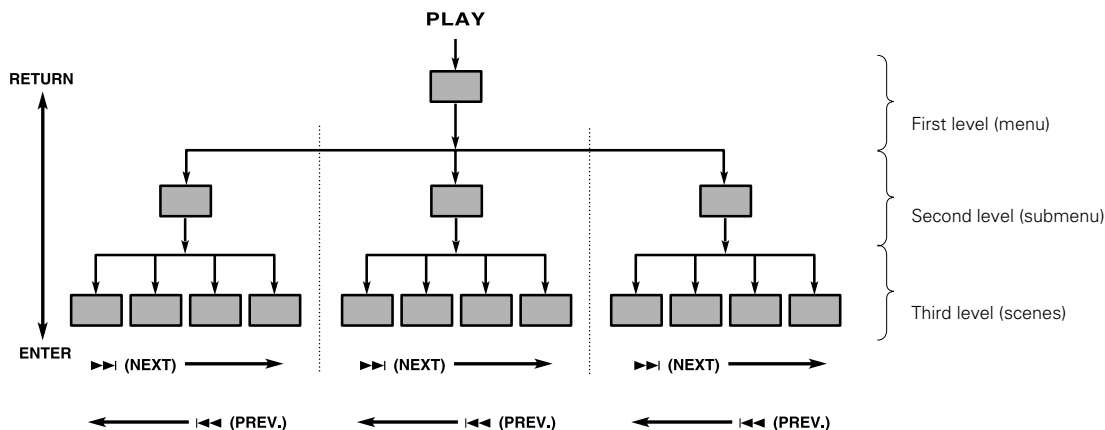 PLAY
RETURN
First level (menu)
Second level (submenu)
Third level (scenes)
ENTER
►►| (NEXT)
►►| (NEXT)
►►| (NEXT)
|◄◄ (PREV.)
|◄◄ (PREV.)
|◄◄ (PREV.)